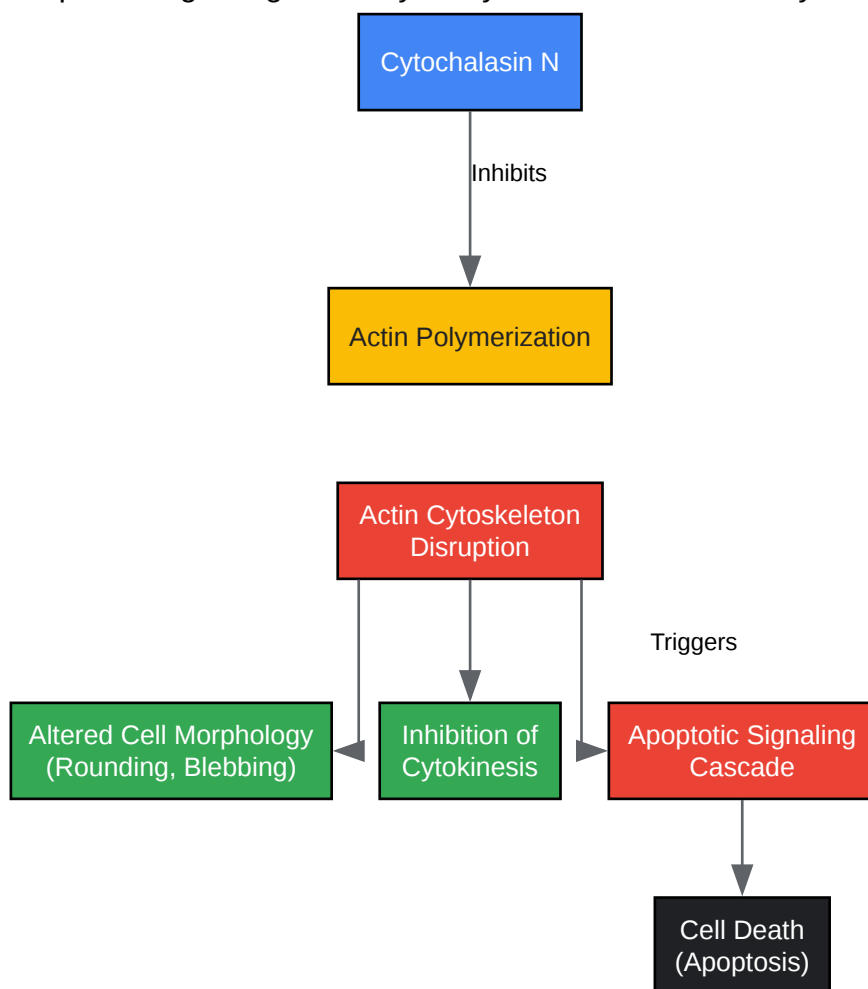 Cytochalasin N
Inhibits
Actin Polymerization
Actin Cytoskeleton
Disruption
Triggers
Altered Cell Morphology
(Rounding, Blebbing)
Inhibition of
Cytokinesis
Apoptotic Signaling
Cascade
Cell Death
(Apoptosis)